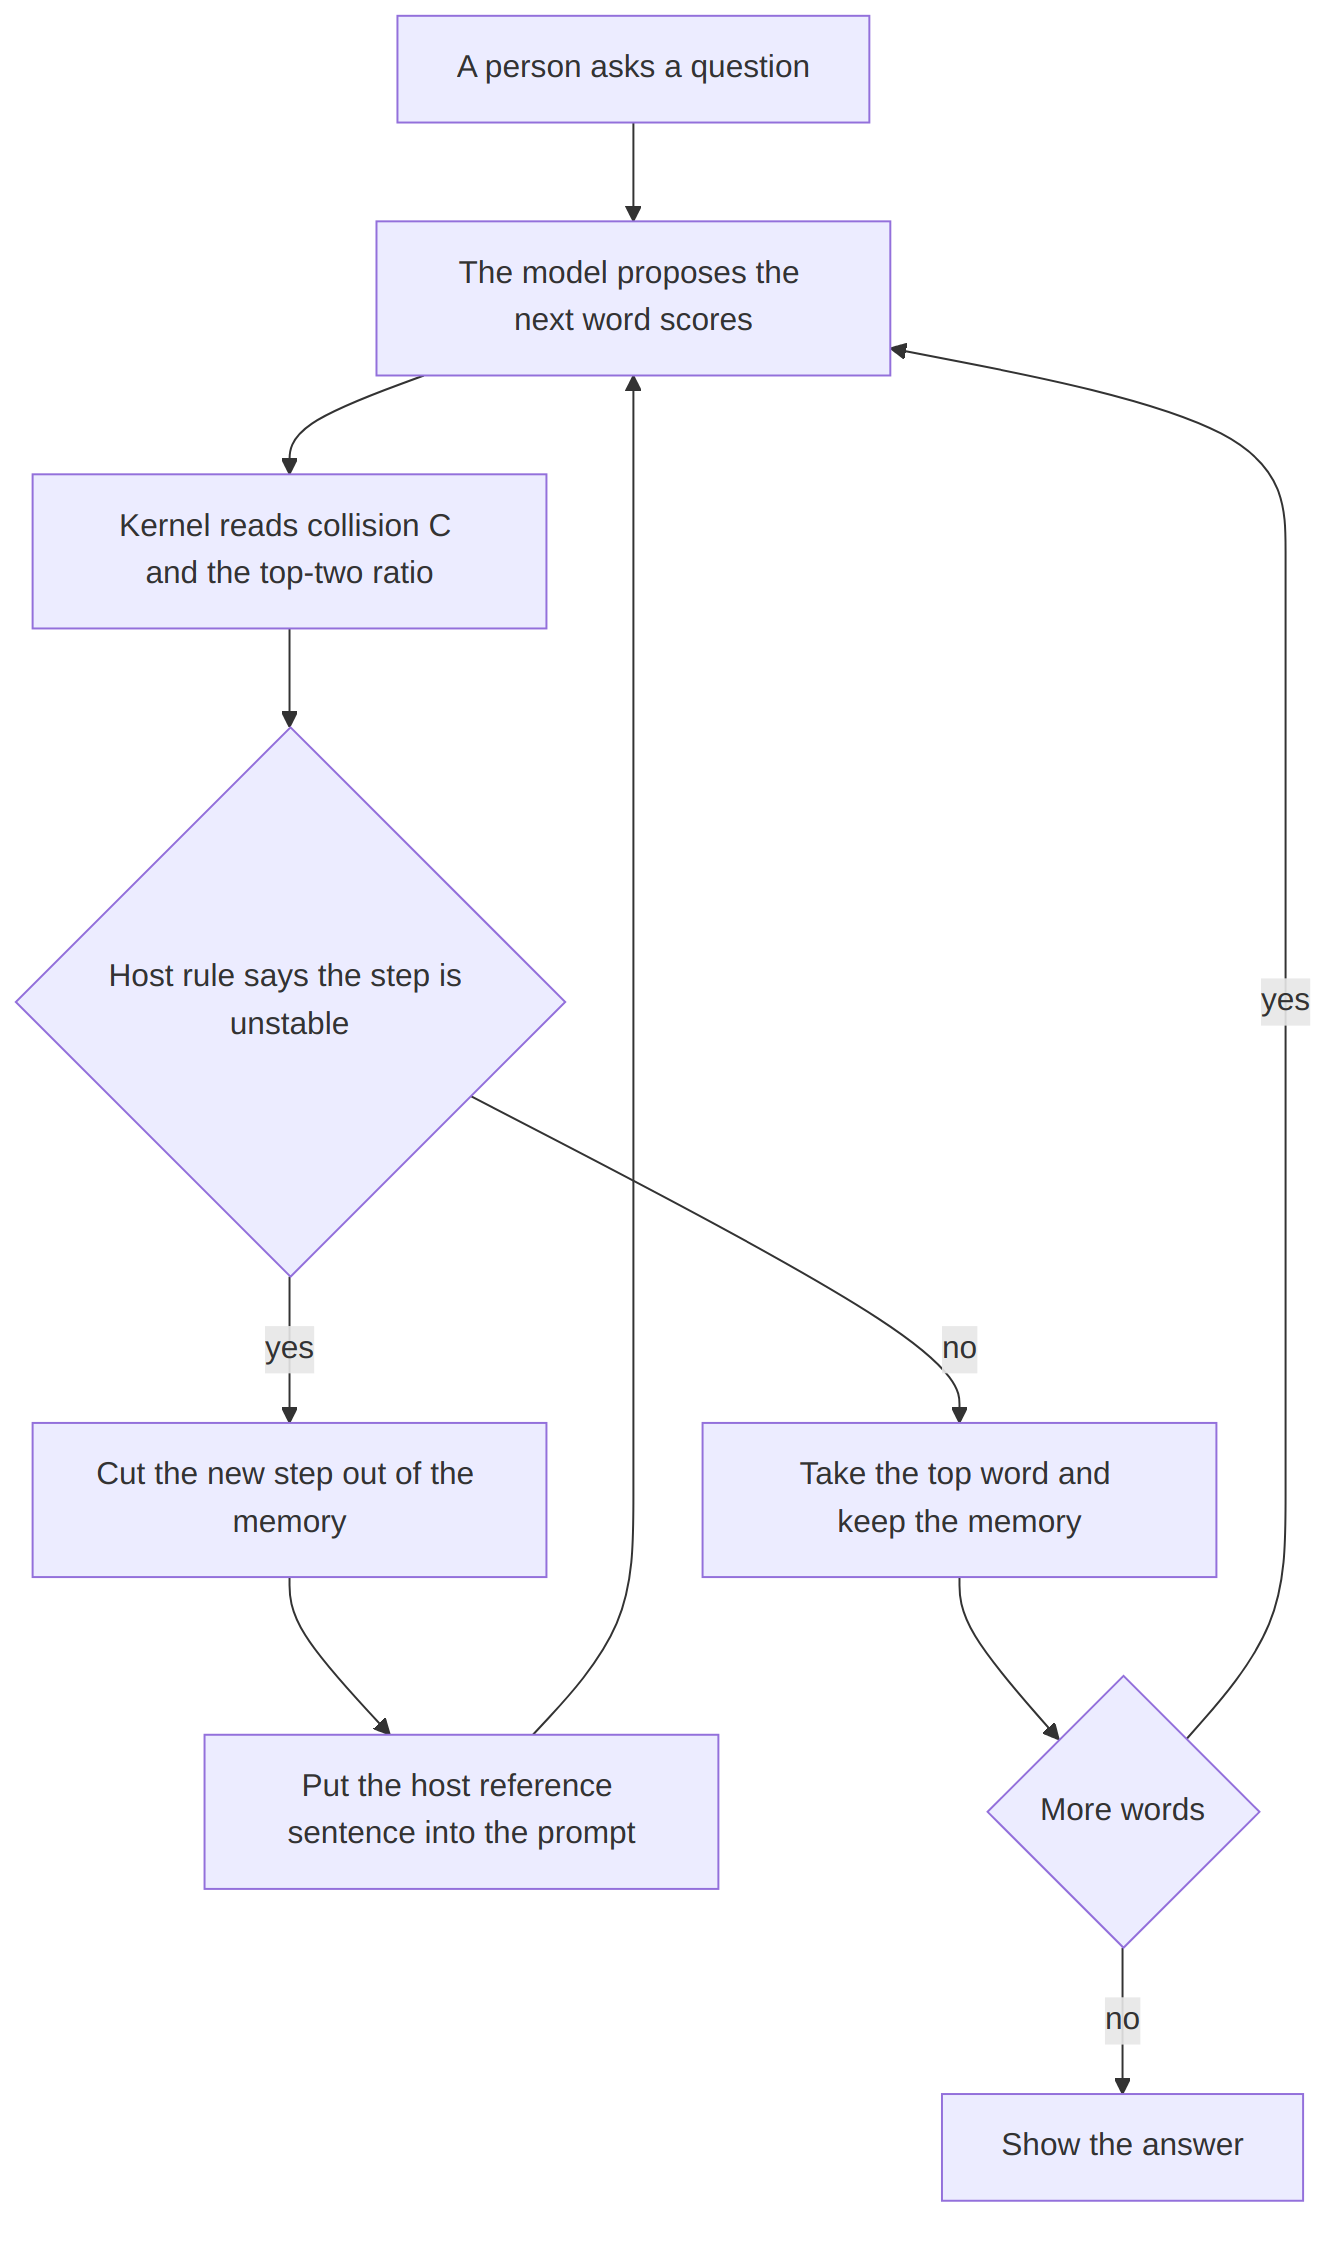 A person asks a question
The model proposes the
next word scores
Kernel reads collision C
and the top-two ratio
Host rule says the step is
unstable
yes
yes
no
Cut the new step out of the
memory
Take the top word and
keep the memory
Put the host reference
sentence into the prompt
More words
no
Show the answer